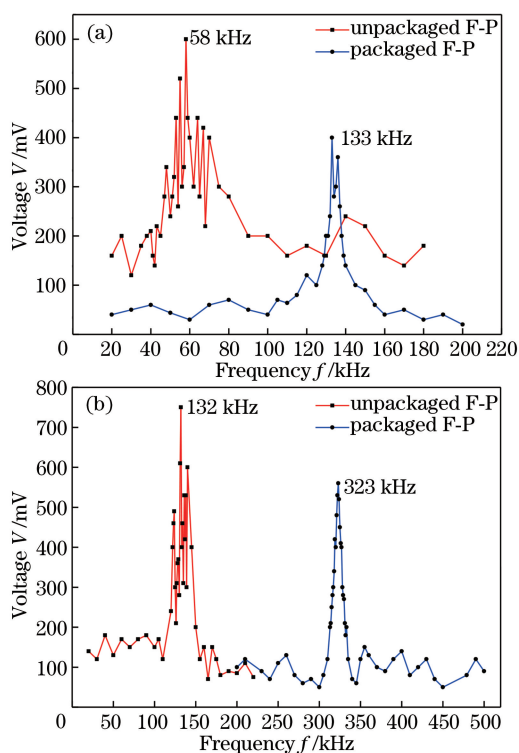 (a)
58 kHz
unpackaged F-P
packaged F-P
133 kHz
600
500
400
300
200
100
0
Voltage V/mV
20 40 60 80 100 120 140 160 180 200 220
Frequency f/kHz
(b)
132 kHz
unpackaged F-P
packaged F-P
323 kHz
800
700
600
500
400
300
200
100
0
Voltage V/mV
50 100 150 200 250 300 350 400 450 500
Frequency f/kHz